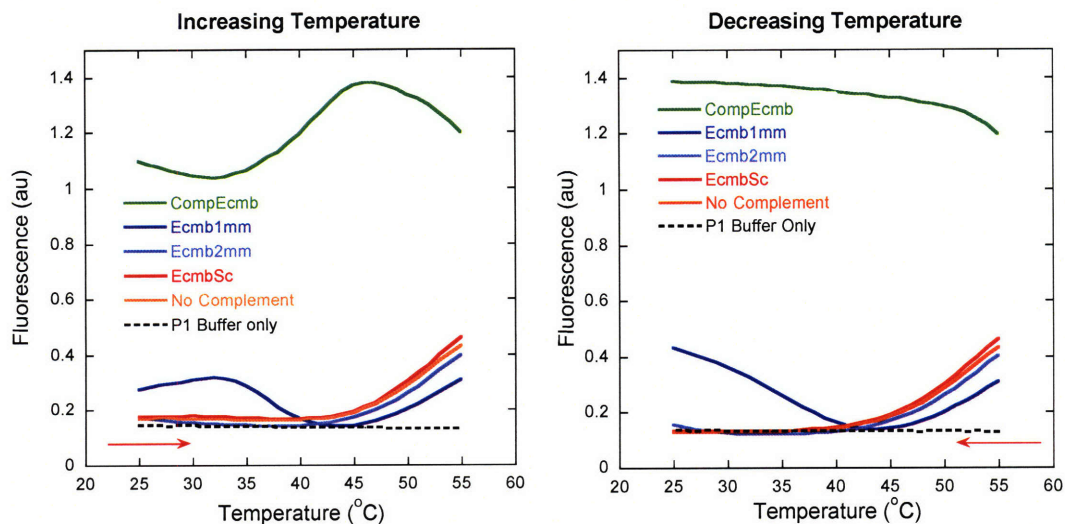 Increasing Temperature
Fluorescence (au)
1.4
1.2
1
0.8
0.6
0.4
0.2
0
CompEcmb
Ecmb1mm
Ecmb2mm
EcmbSc
No Complement
P1 Buffer only
20 25 30 35 40 45 50 55 60
Temperature (°C)
Decreasing Temperature
Fluorescence (au)
1.4
1.2
1
0.8
0.6
0.4
0.2
0
CompEcmb
Ecmb1mm
Ecmb2mm
EcmbSc
No Complement
P1 Buffer Only
20 25 30 35 40 45 50 55 60
Temperature (°C)